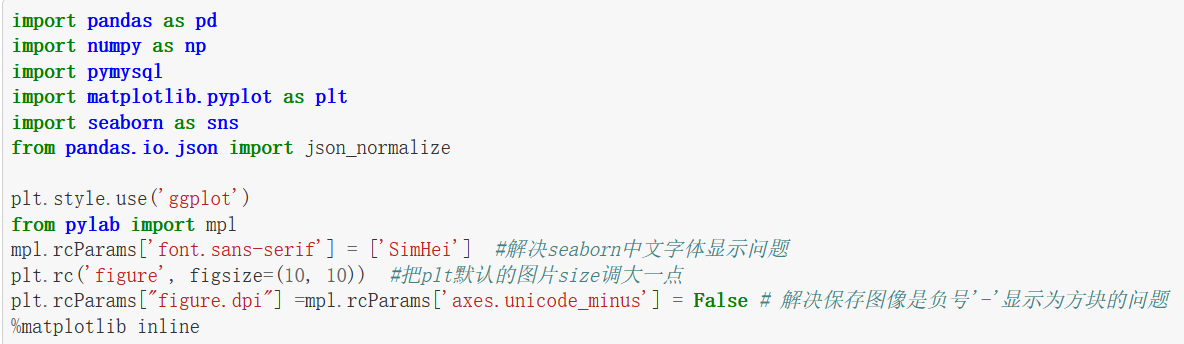 import pandas as pd
import numpy as np
import pymysql
import matplotlib.pyplot as plt
import seaborn as sns
from pandas.io.json import json_normalize
plt.style.use('ggplot')
from pylab import mpl
mpl.rcParams['font.sans-serif'] = ['SimHei']  #解决seaborn中文字体显示问题
plt.rc('figure', figsize=(10, 10))  #把plt默认的图片size调大一点
plt.rcParams["figure.dpi"] =mpl.rcParams['axes.unicode_minus'] = False # 解决保存图像是负号'-'显示为方块的问题
%matplotlib inline